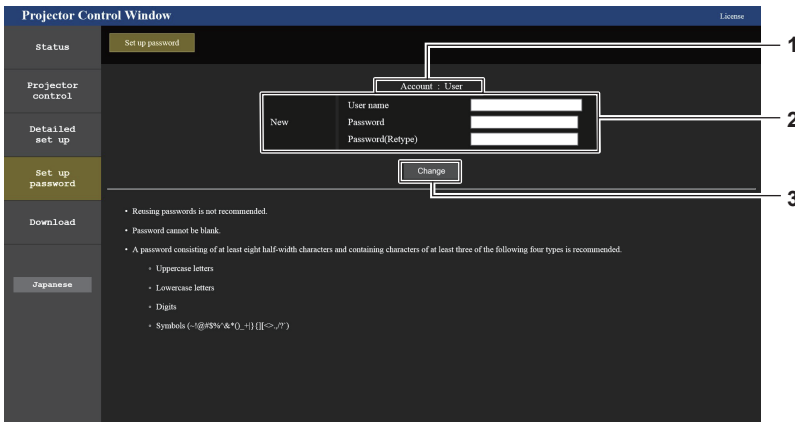 Projector Control Window
License
Status
Projector
control
Detailed
set up
Set up
password
Download
Japanese
Set up password
1
Account : User
New
User name
Password
Password(Retype)
2
Change
3
• Reusing passwords is not recommended.
• Password cannot be blank.
• A password consisting of at least eight half-width characters and containing characters of at least three of the following four types is recommended.
◦ Uppercase letters
◦ Lowercase letters
◦ Digits
◦ Symbols (~!@#$%^&*()_+|}{][<>.,/?`)